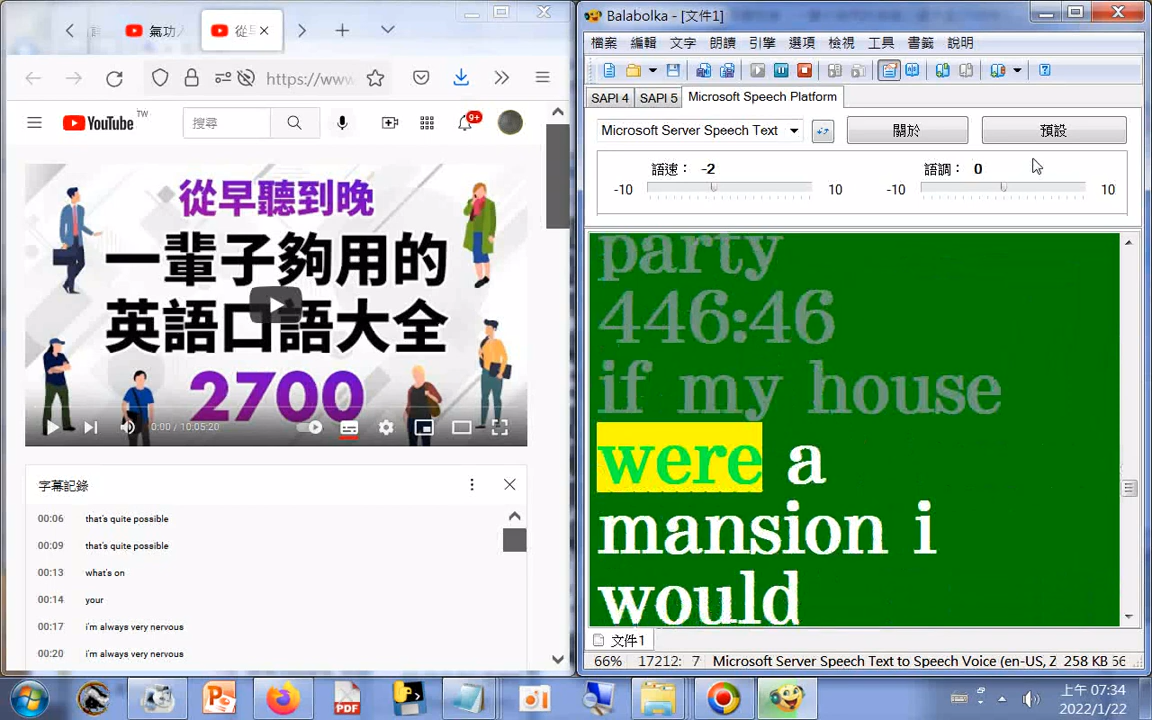 氣功
從
https://www
YouTube TW
搜尋
9+
從早聽到晚
一輩子夠用的
英語口語大全
2700
0:00 / 10:05:20
字幕記錄
00:06 that's quite possible
00:09 that's quite possible
00:13 what's on
00:14 your
00:17 i'm always very nervous
00:20 i'm always very nervous
Balabolka - [文件1]
檔案 編輯 文字 朗讀 引擎 選項 檢視 工具 書籤 說明
SAPI 4 SAPI 5 Microsoft Speech Platform
Microsoft Server Speech Text 關於 預設
語速： -2 語調： 0
-10 10 -10 10
party
446:46
if my house
were a
mansion i
would
文件1
66% 17212: 7 Microsoft Server Speech Text to Speech Voice (en-US, Z 258 KB 56
PDF
上午 07:34
2022/1/22